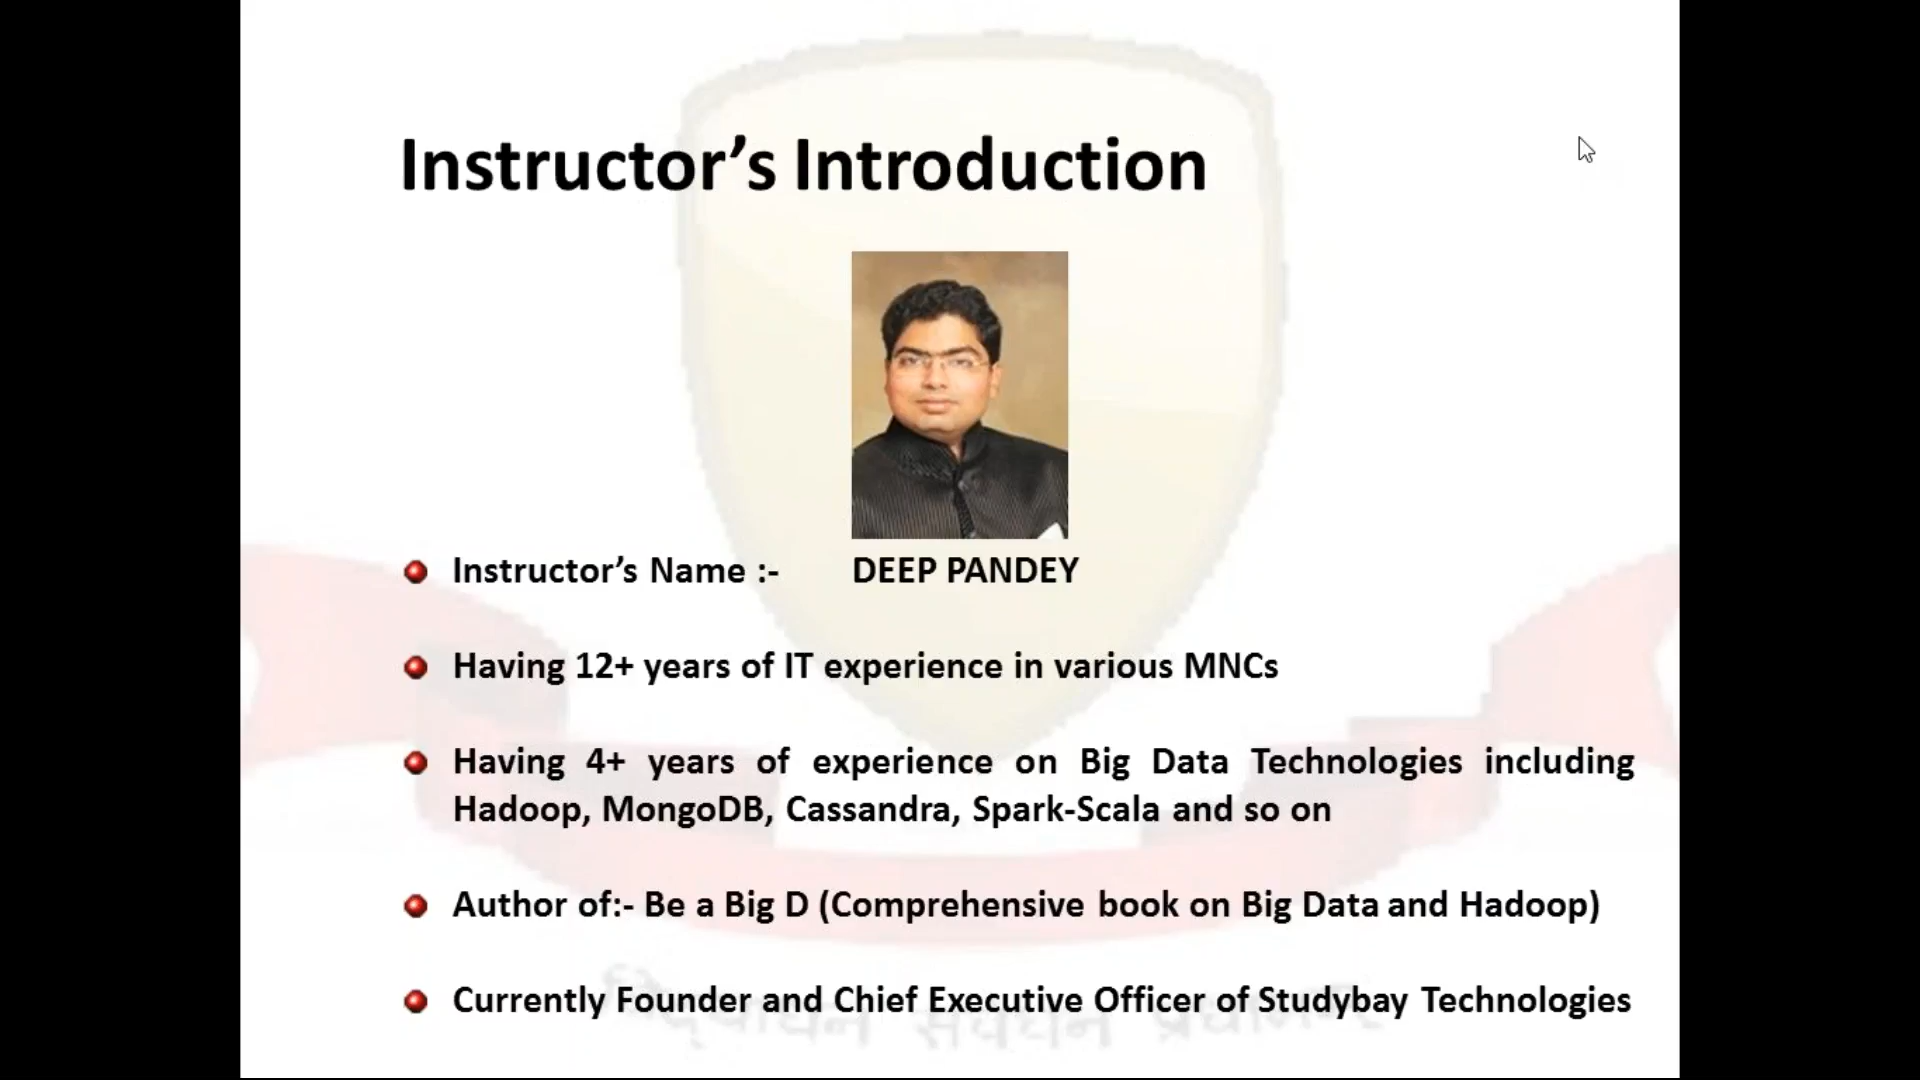 Instructor’s Introduction
Instructor’s Name :- DEEP PANDEY
Having 12+ years of IT experience in various MNCs
Having 4+ years of experience on Big Data Technologies including
Hadoop, MongoDB, Cassandra, Spark-Scala and so on
Author of:- Be a Big D (Comprehensive book on Big Data and Hadoop)
Currently Founder and Chief Executive Officer of Studybay Technologies